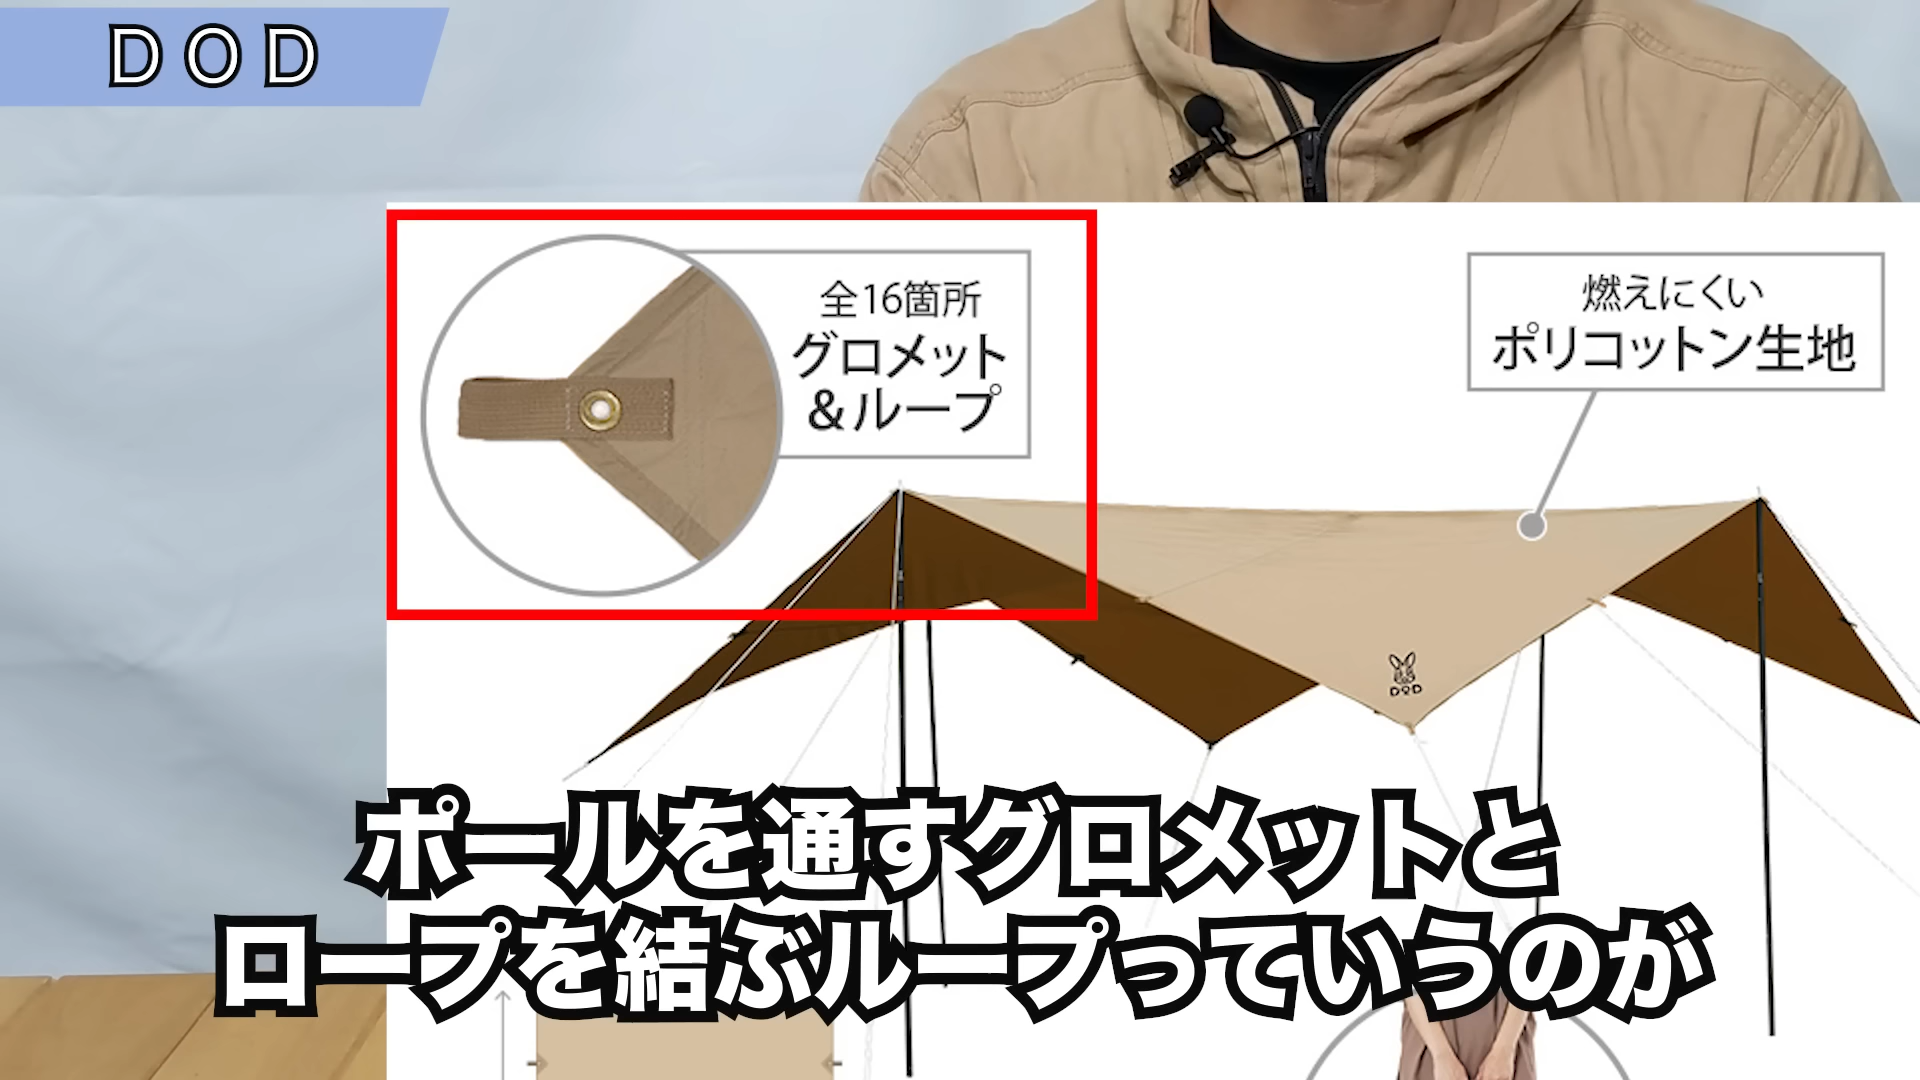 DOD
全16箇所
グロメット
&ループ
燃えにくい
ポリコットン生地
DOD
ポールを通すグロメットと
ロープを結ぶループっていうのが